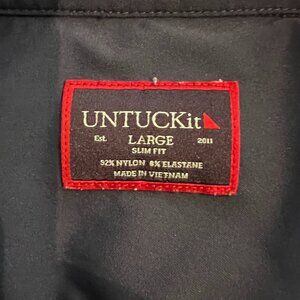 UNTUCKit
Est. LARGE 2011
SLIM FIT
92% NYLON 8% ELASTANE
MADE IN VIETNAM